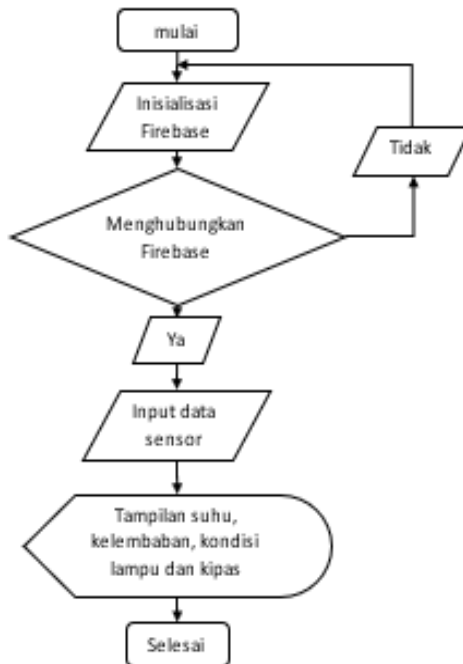 mulai
Inisialisasi
Firebase
Tidak
Menghubungkan
Firebase
Ya
Input data
sensor
Tampilan suhu,
kelembaban, kondisi
lampu dan kipas
Selesai